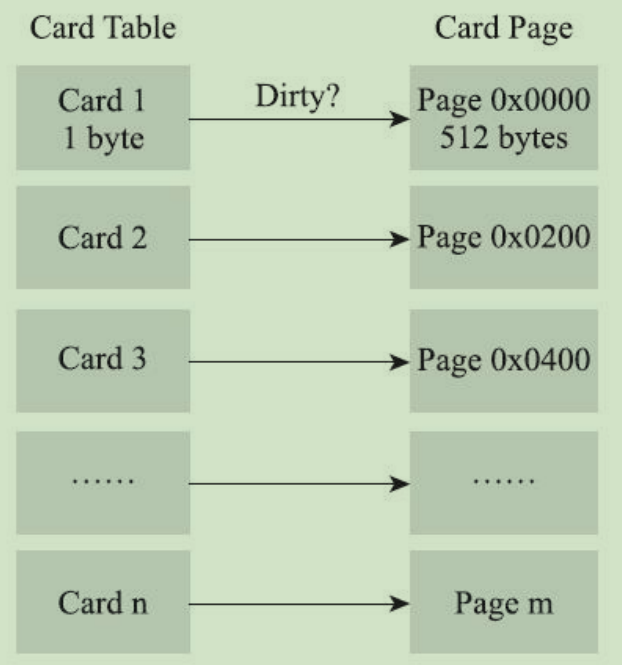 Card Table
Card Page
Card 1
1 byte
Dirty?
Page 0x0000
512 bytes
Card 2
Page 0x0200
Card 3
Page 0x0400
……
……
Card n
Page m